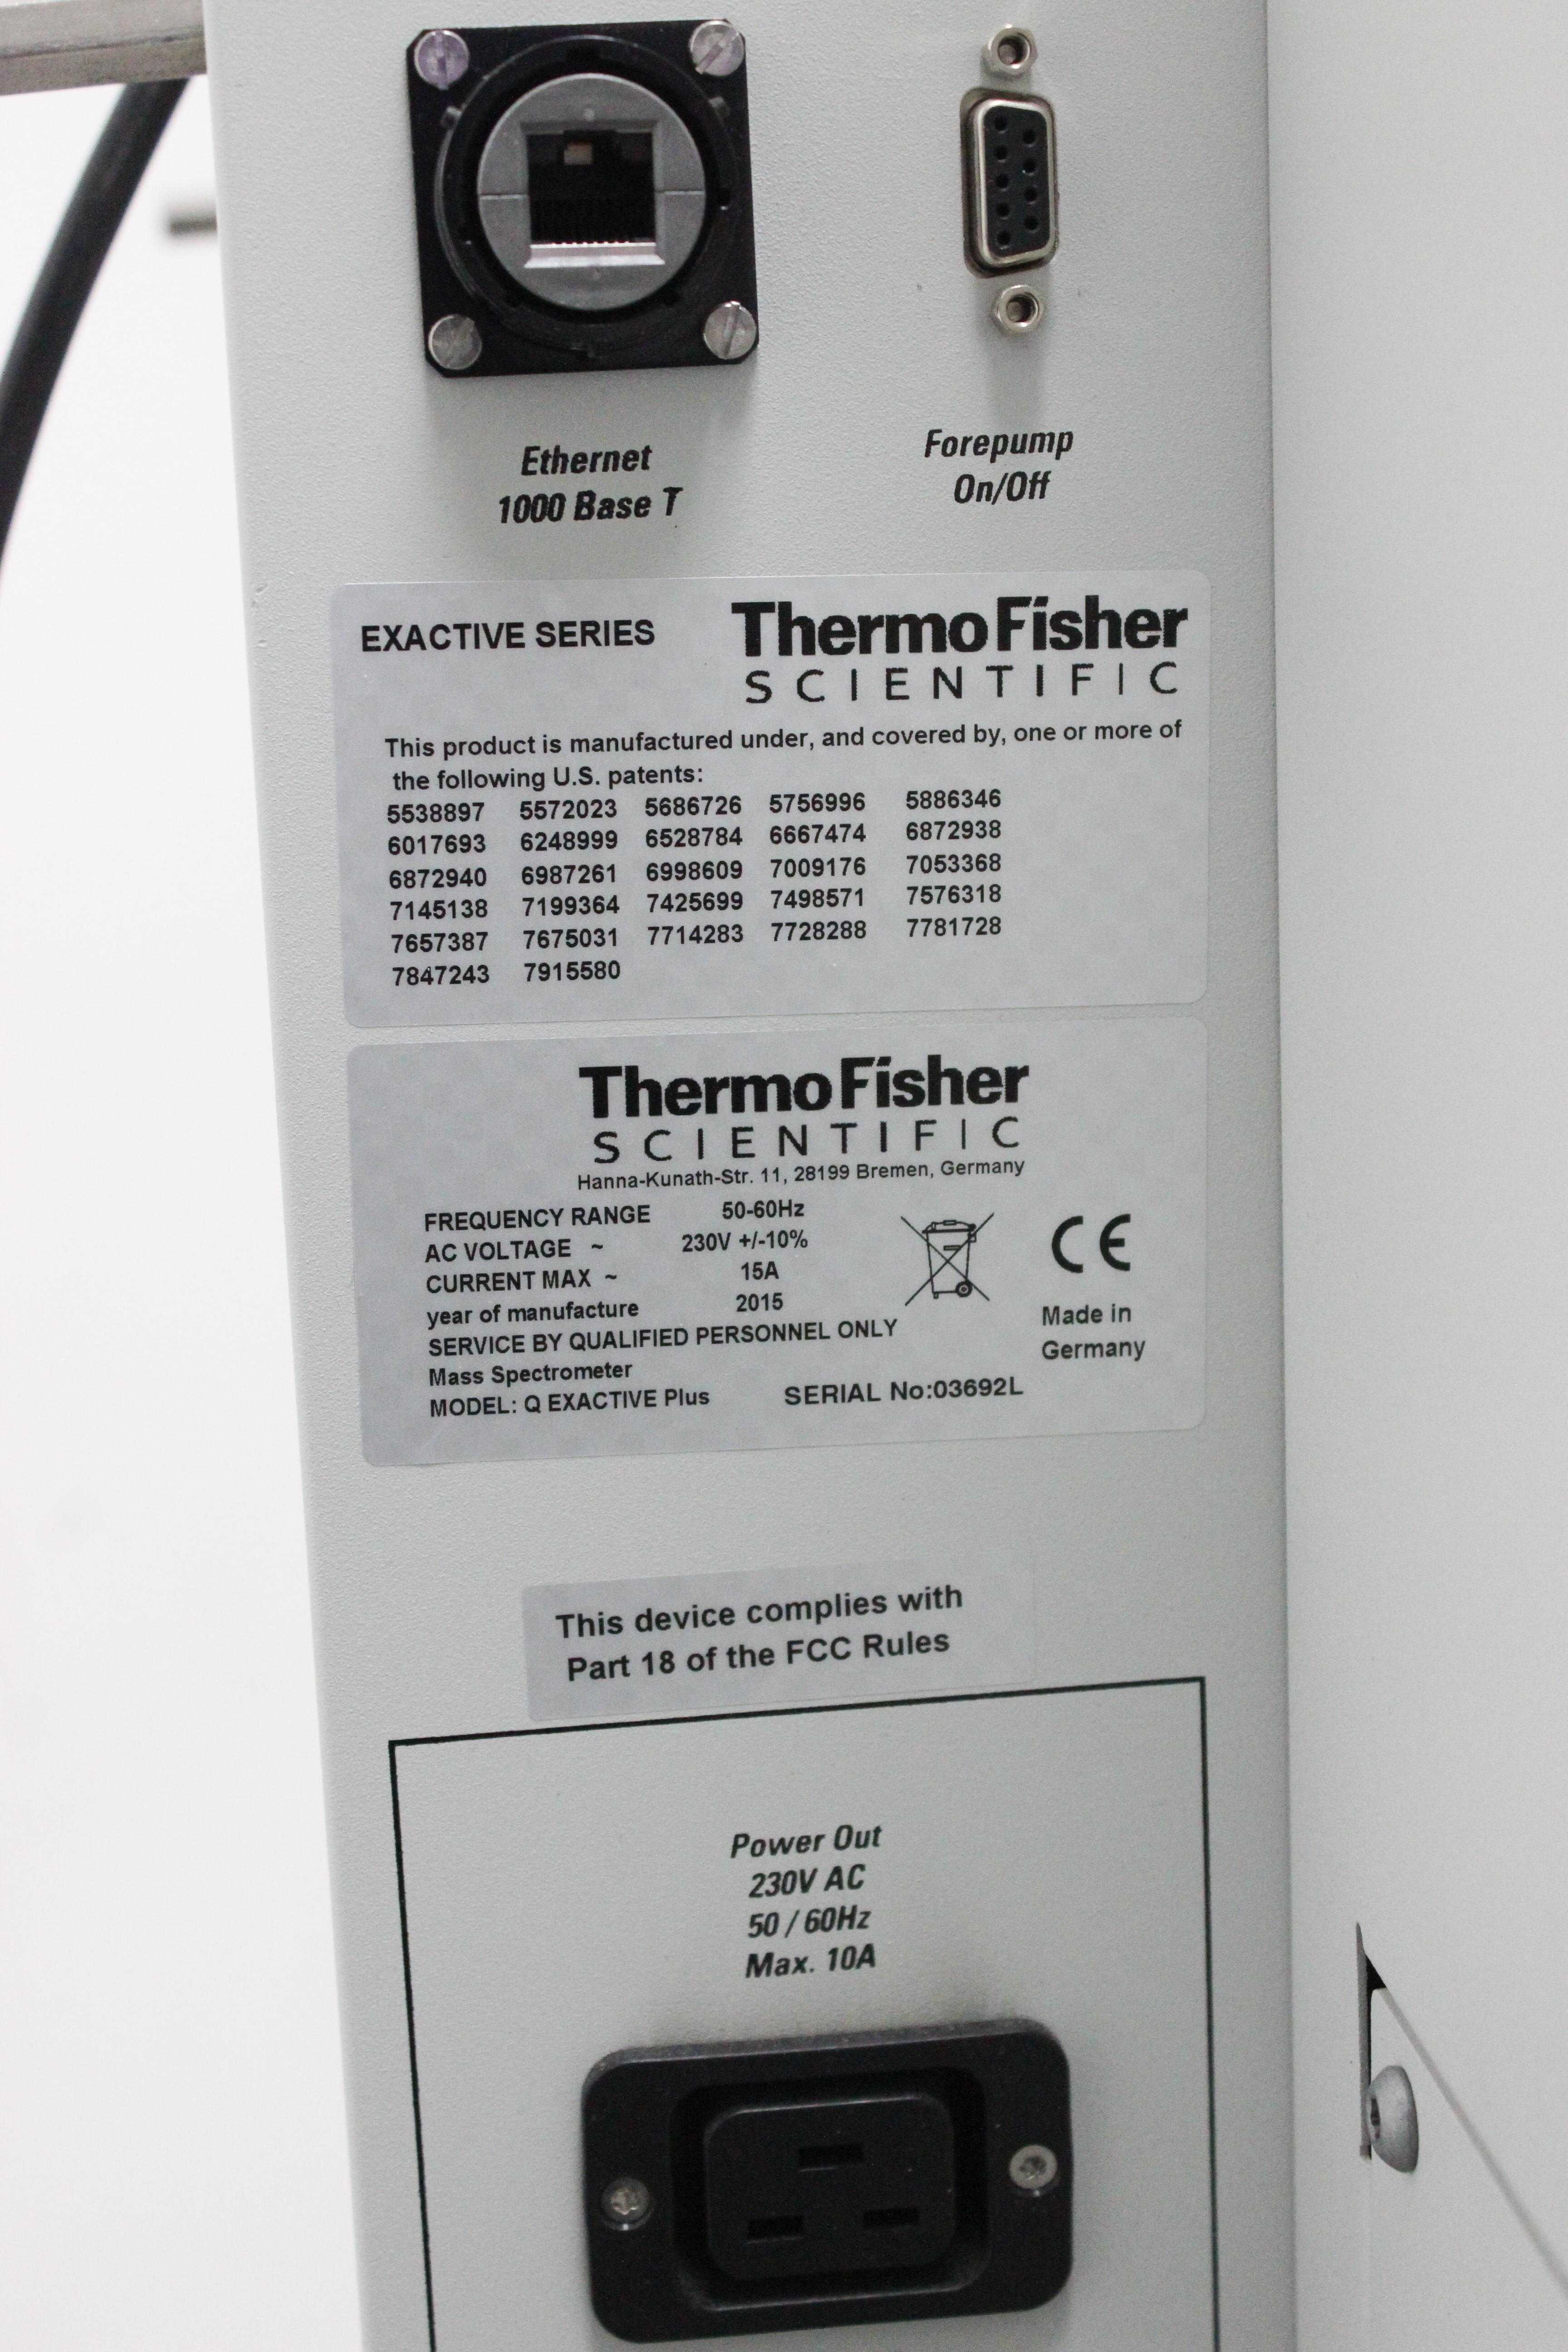 Ethernet
1000 Base T
Forepump
On/Off
EXACTIVE SERIES
ThermoFisher
SCIENTIFIC
This product is manufactured under, and covered by, one or more of
the following U.S. patents:
5538897 5572023 5686726 5756996 5886346
6017693 6248999 6528784 6667474 6872938
6872940 6987261 6998609 7009176 7053368
7145138 7199364 7425699 7498571 7576318
7657387 7675031 7714283 7728288 7781728
7847243 7915580
ThermoFisher
SCIENTIFIC
Hanna-Kunath-Str. 11, 28199 Bremen, Germany
FREQUENCY RANGE 50-60Hz
AC VOLTAGE ~ 230V +/-10%
CURRENT MAX ~ 15A
year of manufacture 2015
SERVICE BY QUALIFIED PERSONNEL ONLY
Mass Spectrometer
MODEL: Q EXACTIVE Plus SERIAL No:03692L
CE
Made in
Germany
This device complies with
Part 18 of the FCC Rules
Power Out
230V AC
50 / 60Hz
Max. 10A